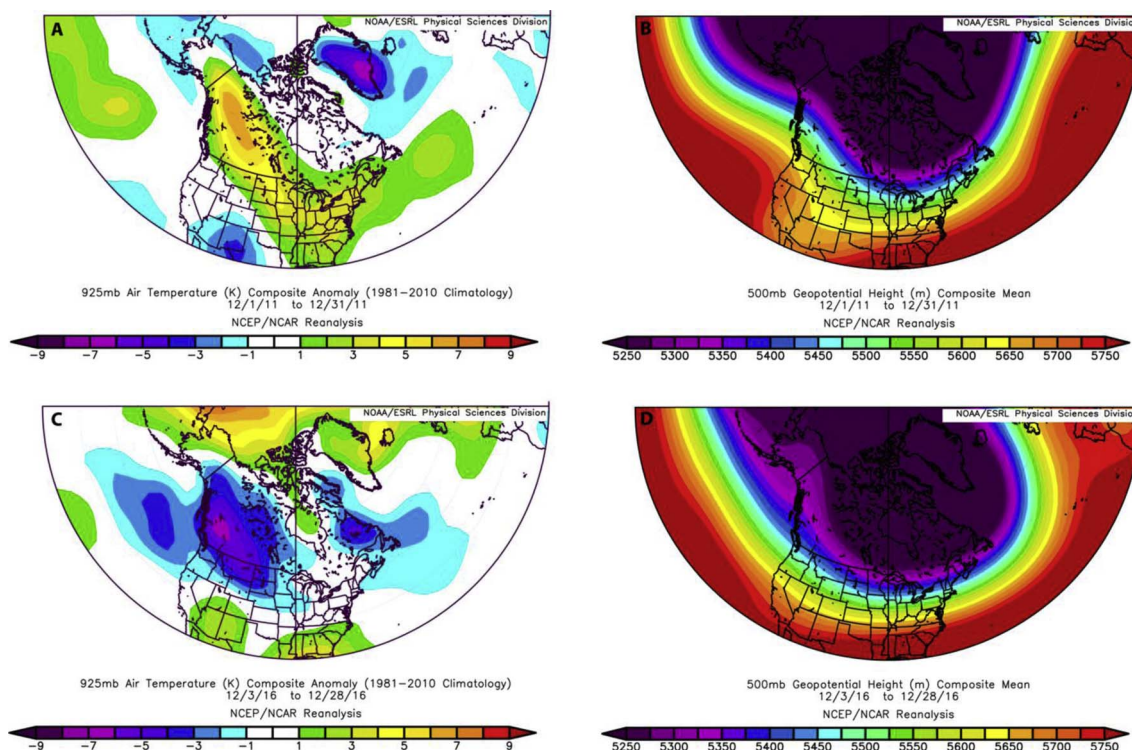 A
NOAA/ESRL Physical Sciences Division
925mb Air Temperature (K) Composite Anomaly (1981-2010 Climatology)
12/1/11 to 12/31/11
NCEP/NCAR Reanalysis
-9 -7 -5 -3 -1 1 3 5 7 9
B
NOAA/ESRL Physical Sciences Division
500mb Geopotential Height (m) Composite Mean
12/1/11 to 12/31/11
NCEP/NCAR Reanalysis
5250 5300 5350 5400 5450 5500 5550 5600 5650 5700 5750
C
NOAA/ESRL Physical Sciences Division
925mb Air Temperature (K) Composite Anomaly (1981-2010 Climatology)
12/3/16 to 12/28/16
NCEP/NCAR Reanalysis
-9 -7 -5 -3 -1 1 3 5 7 9
D
NOAA/ESRL Physical Sciences Division
500mb Geopotential Height (m) Composite Mean
12/3/16 to 12/28/16
NCEP/NCAR Reanalysis
5250 5300 5350 5400 5450 5500 5550 5600 5650 5700 5750